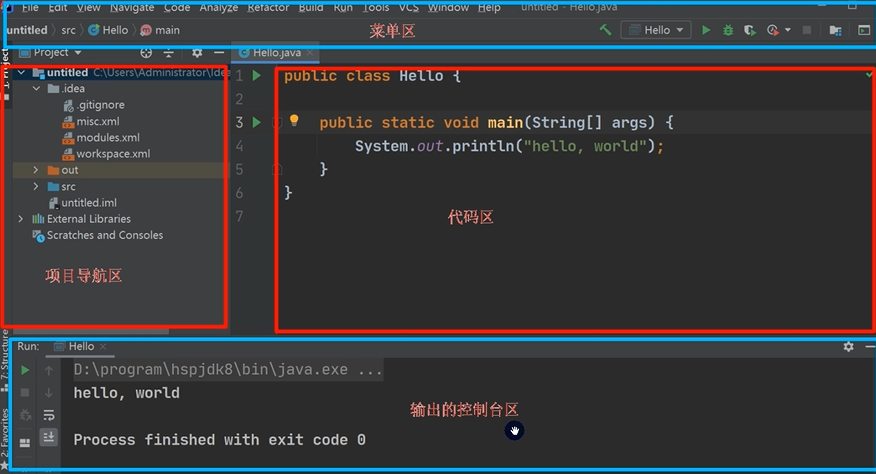 File Edit View Navigate Code Analyze Refactor Build Run Tools VCS Window Help untitled - Hello.java
untitled src Hello main 菜单区 Hello
1: Project
Project
Hello.java
untitled C:\Users\Administrator\Idea
.idea
.gitignore
misc.xml
modules.xml
workspace.xml
out
src
untitled.iml
External Libraries
Scratches and Consoles
项目导航区
1 public class Hello {
2
3 public static void main(String[] args) {
4 System.out.println("hello, world");
5 }
6 }
7
代码区
7: Structure
2: Favorites
Run: Hello
D:\program\hspjdk8\bin\java.exe ...
hello, world
输出的控制台区
Process finished with exit code 0